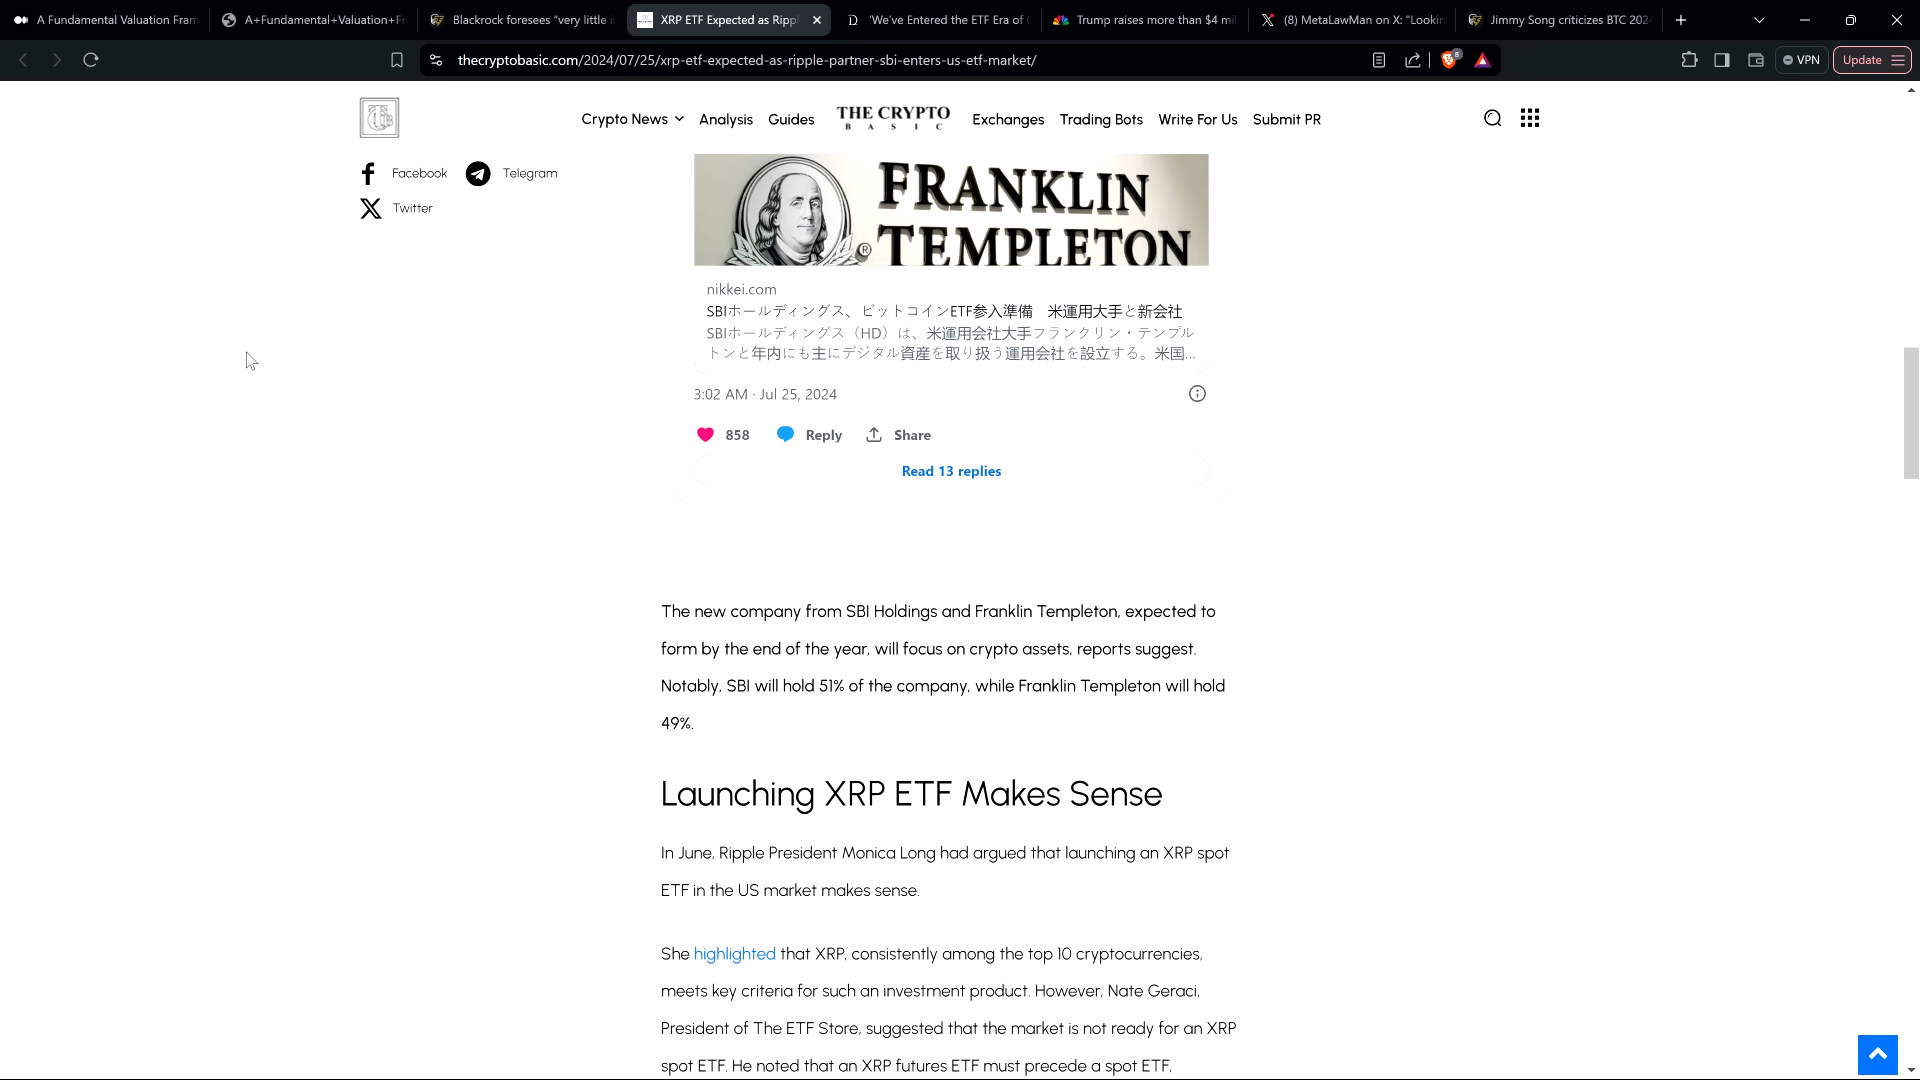 A Fundamental Valuation Fram
A+Fundamental+Valuation+Fr
Blackrock foresees "very little i
XRP ETF Expected as Rippl
'We've Entered the ETF Era of C
Trump raises more than $4 mil
(8) MetaLawMan on X: "Lookin
Jimmy Song criticizes BTC 2024
thecryptobasic.com/2024/07/25/xrp-etf-expected-as-ripple-partner-sbi-enters-us-etf-market/
8
VPN
Update
Crypto News
Analysis
Guides
THE CRYPTO
BASIC
Exchanges
Trading Bots
Write For Us
Submit PR
Facebook
Telegram
Twitter
FRANKLIN
TEMPLETON
®
nikkei.com
SBIホールディングス、ビットコインETF参入準備 米運用大手と新会社
SBIホールディングス（HD）は、米運用会社大手フランクリン・テンプル
トンと年内にも主にデジタル資産を取り扱う運用会社を設立する。米国...
3:02 AM · Jul 25, 2024
858
Reply
Share
Read 13 replies
The new company from SBI Holdings and Franklin Templeton, expected to
form by the end of the year, will focus on crypto assets, reports suggest.
Notably, SBI will hold 51% of the company, while Franklin Templeton will hold
49%.
Launching XRP ETF Makes Sense
In June, Ripple President Monica Long had argued that launching an XRP spot
ETF in the US market makes sense.
She highlighted that XRP, consistently among the top 10 cryptocurrencies,
meets key criteria for such an investment product. However, Nate Geraci,
President of The ETF Store, suggested that the market is not ready for an XRP
spot ETF. He noted that an XRP futures ETF must precede a spot ETF,